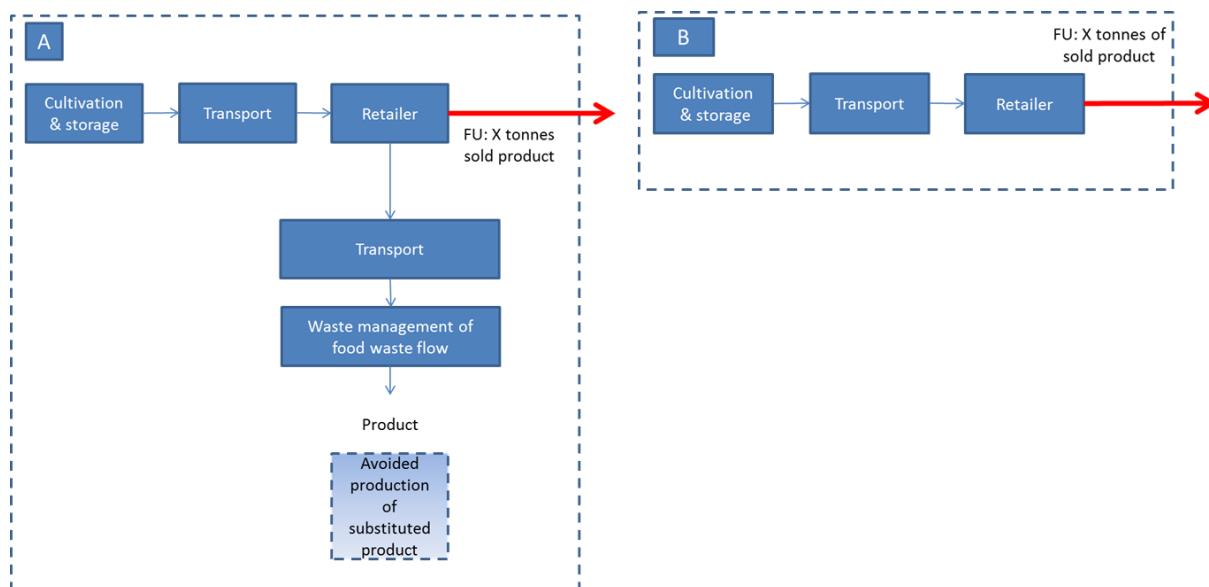 A
Cultivation
& storage
Transport
Retailer
FU: X tonnes
sold product
Transport
Waste management of
food waste flow
Product
Avoided
production
of
substituted
product
B
FU: X tonnes of
sold product
Cultivation
& storage
Transport
Retailer